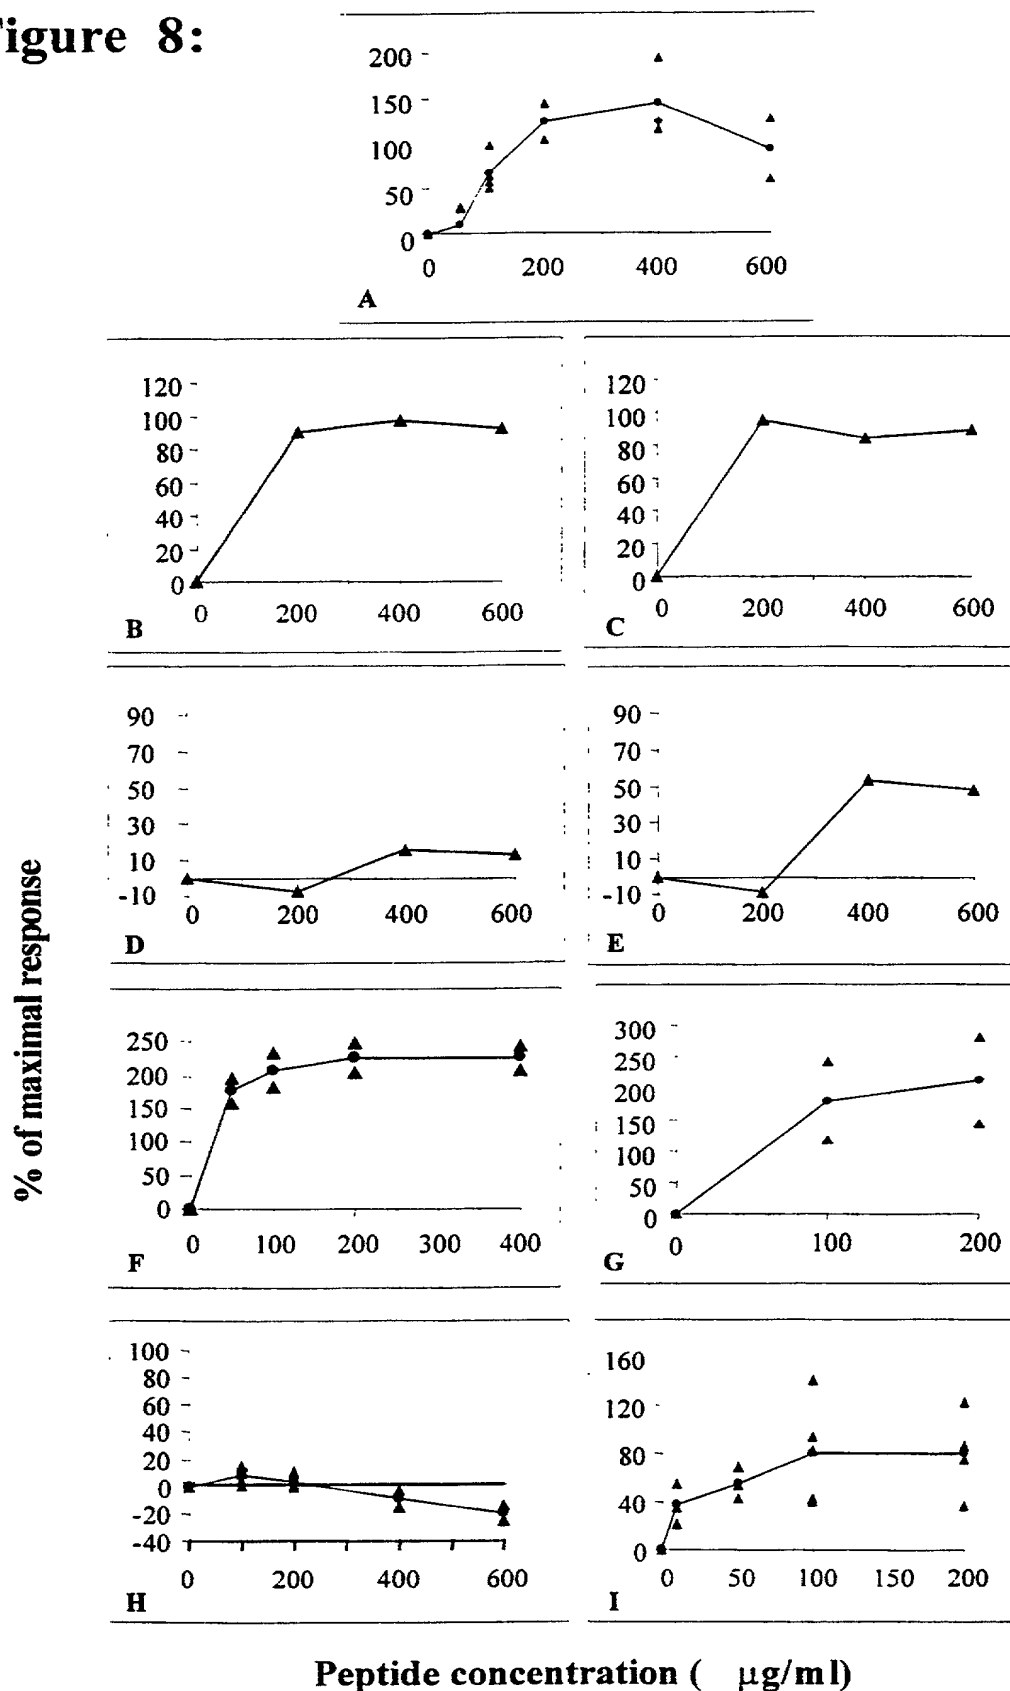 igure 8:
200
150
100
50
0
0 200 400 600
A
120
100
80
60
40
20
0
0 200 400 600
B
120
100
80
60
40
20
0
0 200 400 600
C
90
70
50
30
10
-10
0 200 400 600
D
90
70
50
30
10
-10
0 200 400 600
E
% of maximal response
250
200
150
100
50
0
0 100 200 300 400
F
300
250
200
150
100
50
0
0 100 200
G
100
80
60
40
20
0
-20
-40
0 200 400 600
H
160
120
80
40
0
0 50 100 150 200
I
Peptide concentration ( µg/ml)